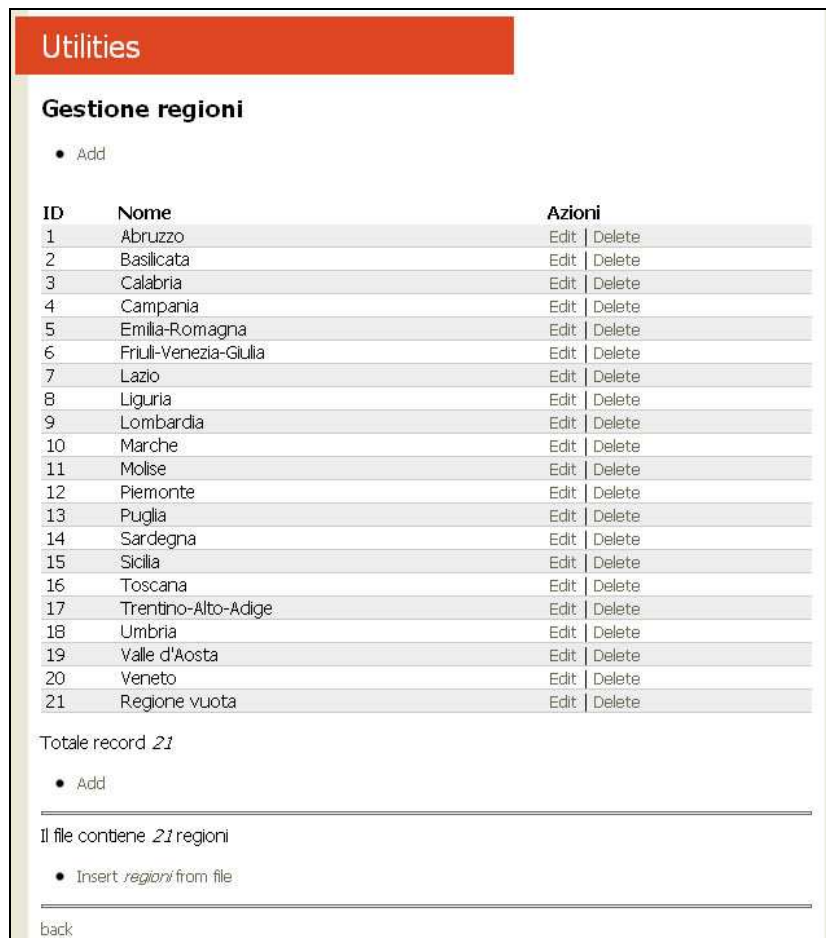 Utilities
Gestione regioni
• Add
ID Nome Azioni
1 Abruzzo Edit | Delete
2 Basilicata Edit | Delete
3 Calabria Edit | Delete
4 Campania Edit | Delete
5 Emilia-Romagna Edit | Delete
6 Friuli-Venezia-Giulia Edit | Delete
7 Lazio Edit | Delete
8 Liguria Edit | Delete
9 Lombardia Edit | Delete
10 Marche Edit | Delete
11 Molise Edit | Delete
12 Piemonte Edit | Delete
13 Puglia Edit | Delete
14 Sardegna Edit | Delete
15 Sicilia Edit | Delete
16 Toscana Edit | Delete
17 Trentino-Alto-Adige Edit | Delete
18 Umbria Edit | Delete
19 Valle d'Aosta Edit | Delete
20 Veneto Edit | Delete
21 Regione vuota Edit | Delete
Totale record 21
• Add
Il file contiene 21 regioni
• Insert regioni from file
back